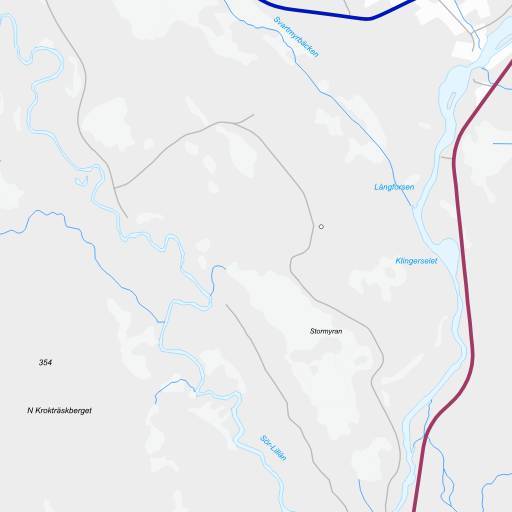 Svartmyrbäcken
Långforsen
Klingerselet
Stormyran
354
N Krokträskberget
Sör-Lillån